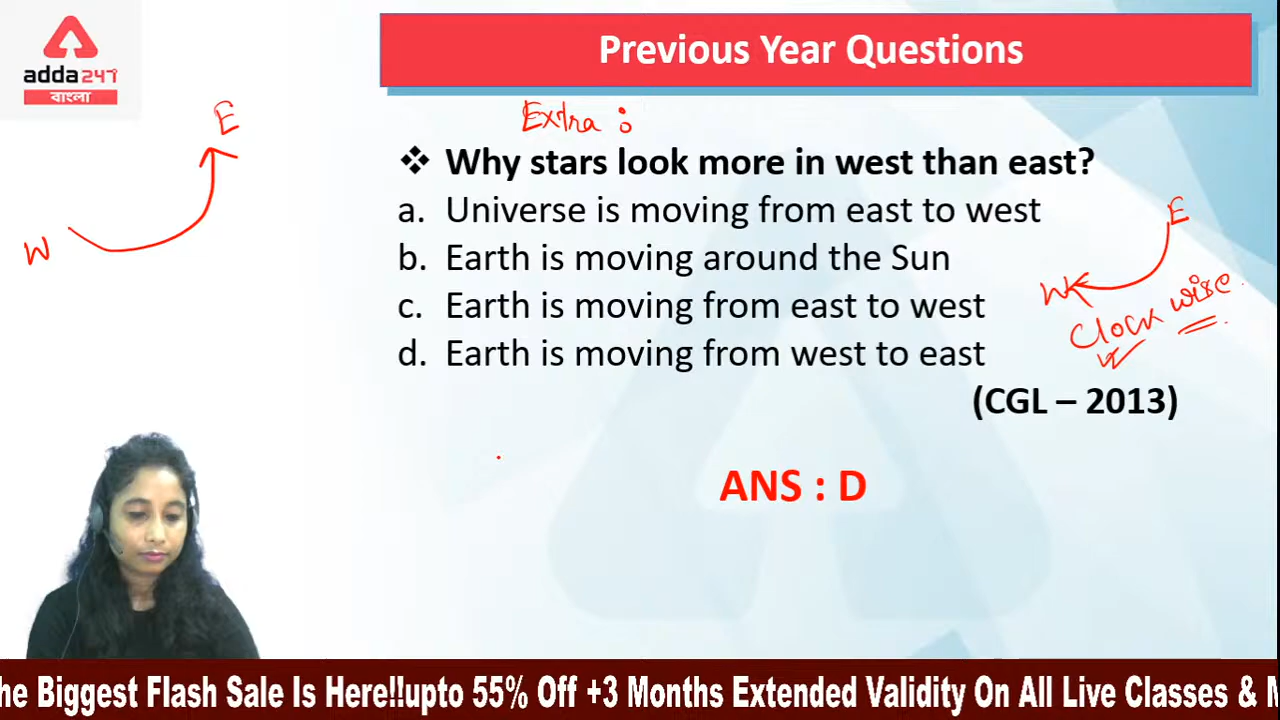 adda247
বাংলা
Previous Year Questions
Extra :
❖ Why stars look more in west than east?
a. Universe is moving from east to west
b. Earth is moving around the Sun
c. Earth is moving from east to west
d. Earth is moving from west to east
(CGL – 2013)
ANS : D
E
W
E
W
Clock wise
he Biggest Flash Sale Is Here!!upto 55% Off +3 Months Extended Validity On All Live Classes &